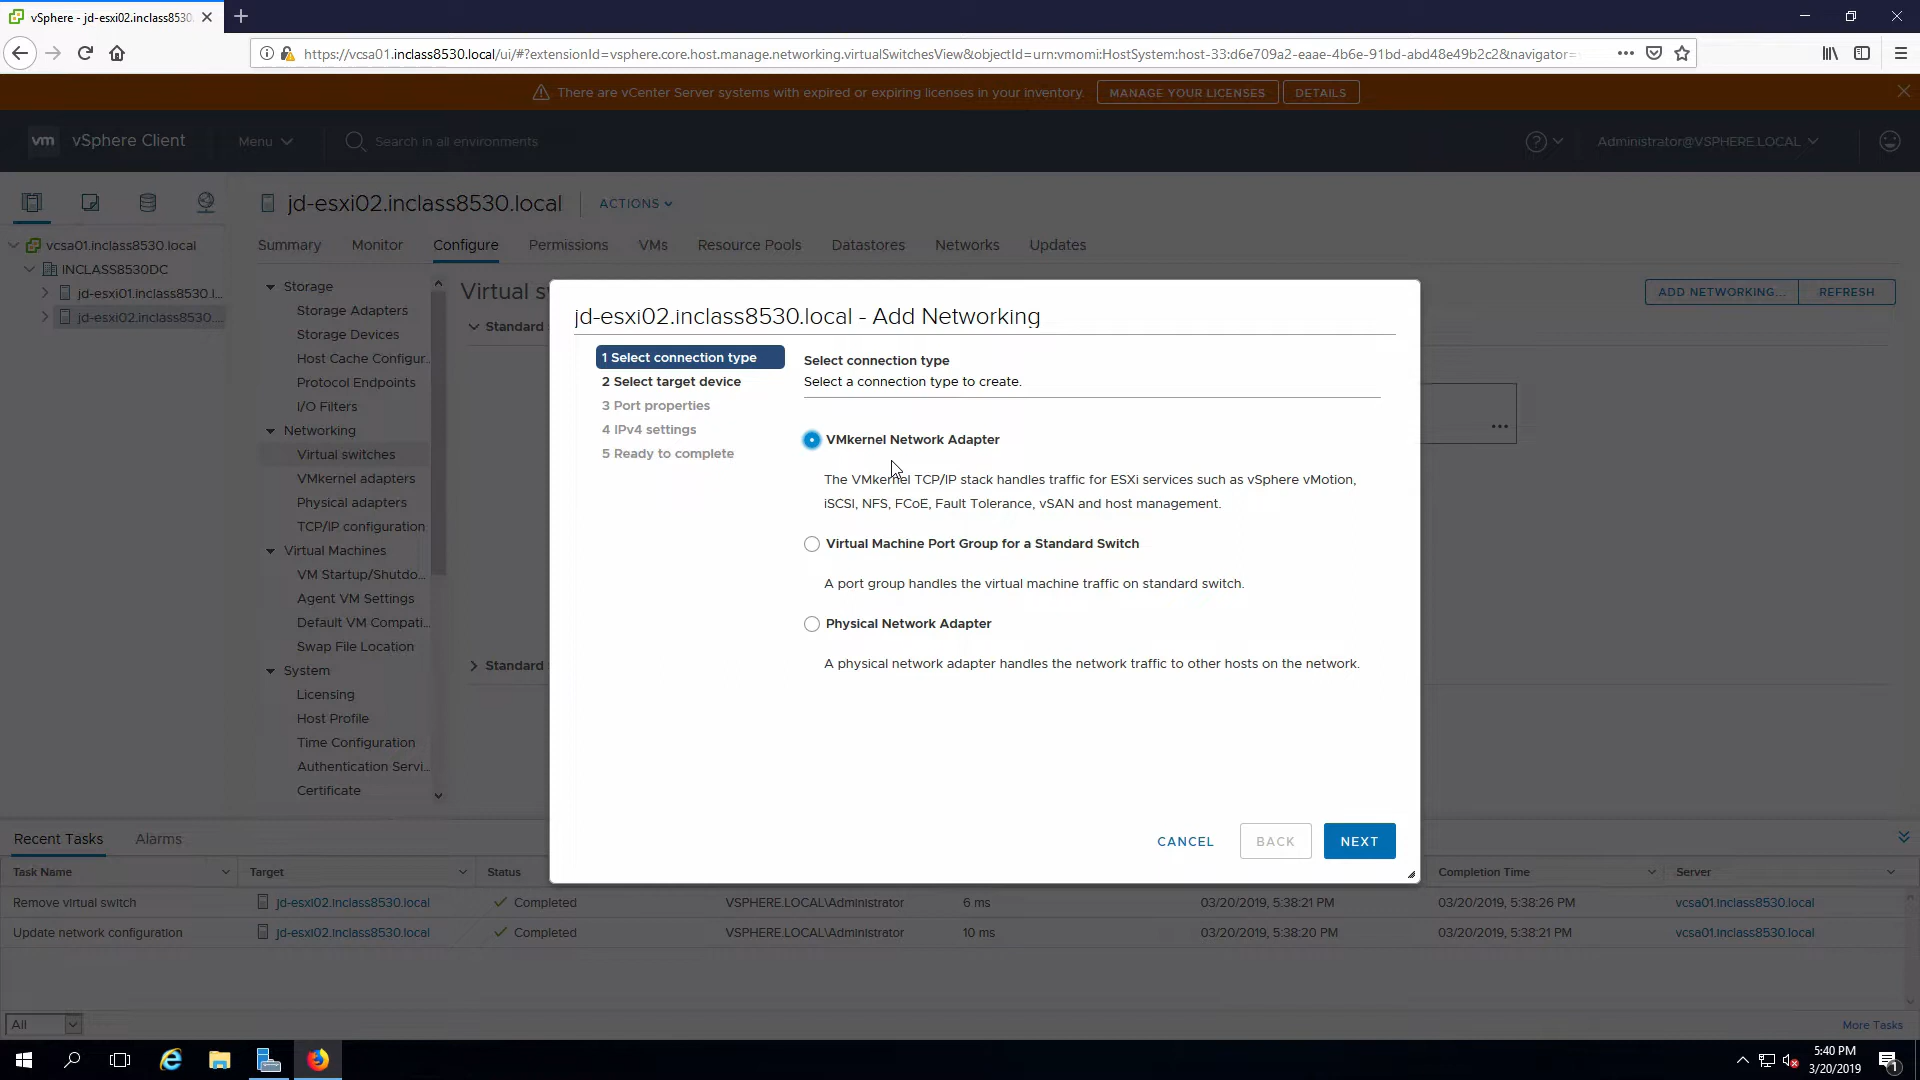 vSphere - jd-esxi02.inclass8530.
https://vcsa01.inclass8530.local/ui/#?extensionId=vsphere.core.host.manage.networking.virtualSwitchesView&objectId=urn:vmomi:HostSystem:host-33:d6e709a2-eaae-4b6e-91bd-abd48e49b2c2&navigator=
There are vCenter Server systems with expired or expiring licenses in your inventory.
MANAGE YOUR LICENSES
DETAILS
vm
vSphere Client
Menu
Search in all environments
Administrator@VSPHERE.LOCAL
jd-esxi02.inclass8530.local
ACTIONS
vcsa01.inclass8530.local
INCLASS8530DC
jd-esxi01.inclass8530.l...
jd-esxi02.inclass8530....
Summary
Monitor
Configure
Permissions
VMs
Resource Pools
Datastores
Networks
Updates
Storage
Storage Adapters
Storage Devices
Host Cache Configur...
Protocol Endpoints
I/O Filters
Networking
Virtual switches
VMkernel adapters
Physical adapters
TCP/IP configuration
Virtual Machines
VM Startup/Shutdo...
Agent VM Settings
Default VM Compati...
Swap File Location
System
Licensing
Host Profile
Time Configuration
Authentication Servi...
Certificate
Virtual s
ADD NETWORKING...
REFRESH
Standard
Standard
jd-esxi02.inclass8530.local - Add Networking
1 Select connection type
2 Select target device
3 Port properties
4 IPv4 settings
5 Ready to complete
Select connection type
Select a connection type to create.
VMkernel Network Adapter
The VMkernel TCP/IP stack handles traffic for ESXi services such as vSphere vMotion,
iSCSI, NFS, FCoE, Fault Tolerance, vSAN and host management.
Virtual Machine Port Group for a Standard Switch
A port group handles the virtual machine traffic on standard switch.
Physical Network Adapter
A physical network adapter handles the network traffic to other hosts on the network.
CANCEL
BACK
NEXT
Recent Tasks
Alarms
Task Name
Target
Status
Completion Time
Server
Remove virtual switch
jd-esxi02.inclass8530.local
Completed
VSPHERE.LOCAL\Administrator
6 ms
03/20/2019, 5:38:21 PM
03/20/2019, 5:38:26 PM
vcsa01.inclass8530.local
Update network configuration
jd-esxi02.inclass8530.local
Completed
VSPHERE.LOCAL\Administrator
10 ms
03/20/2019, 5:38:20 PM
03/20/2019, 5:38:21 PM
vcsa01.inclass8530.local
All
More Tasks
5:40 PM
3/20/2019
1